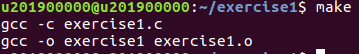 u201900000@u201900000:~/exercise1$ make
gcc -c exercise1.c
gcc -o exercise1 exercise1.o